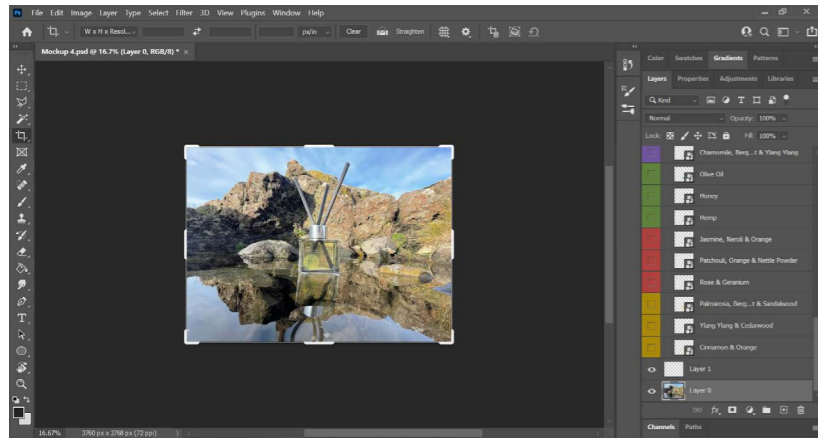 Ps File Edit Image Layer Type Select Filter 3D View Plugins Window Help
W x H x Resol... px/in Clear Straighten
Mockup 4.psd @ 16.7% (Layer 0, RGB/8) * ×
Color Swatches Gradients Patterns
Layers Properties Adjustments Libraries
Kind
Normal Opacity: 100%
Lock: Fill: 100%
Chamomile, Berg...t & Ylang Ylang
Olive Oil
Honey
Hemp
Jasmine, Neroli & Orange
Patchouli, Orange & Nettle Powder
Rose & Geranium
Palmarosa, Berg...t & Sandalwood
Ylang Ylang & Cedarwood
Cinnamon & Orange
Layer 1
Layer 0
fx
Channels Paths
16.67% 3760 px x 2768 px (72 ppi)